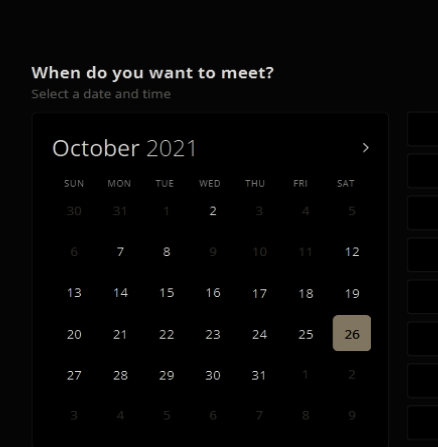 When do you want to meet?
Select a date and time
October 2021 >
SUN MON TUE WED THU FRI SAT
30 31 1 2 3 4 5
6 7 8 9 10 11 12
13 14 15 16 17 18 19
20 21 22 23 24 25 26
27 28 29 30 31 1 2
3 4 5 6 7 8 9